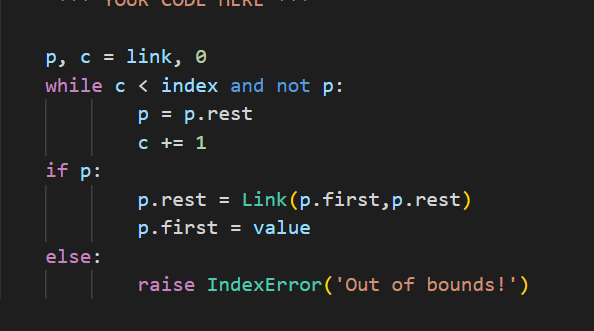 *** YOUR CODE HERE ***
p, c = link, 0
while c < index and not p:
p = p.rest
c += 1
if p:
p.rest = Link(p.first,p.rest)
p.first = value
else:
raise IndexError('Out of bounds!')